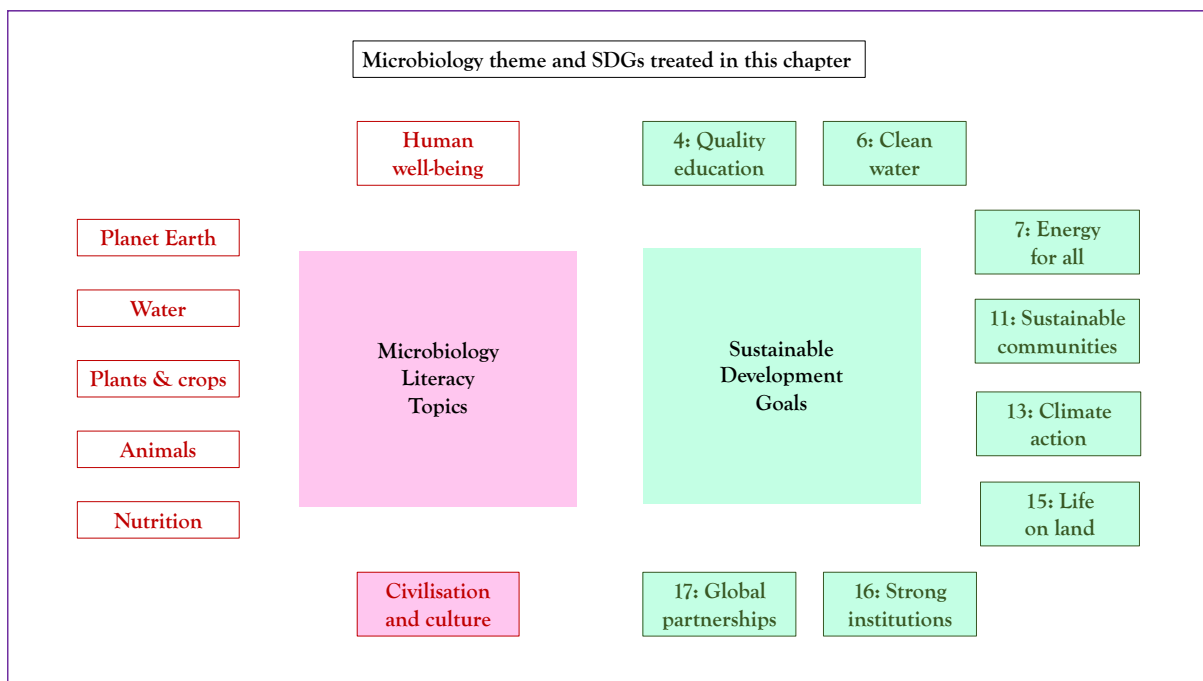 Microbiology theme and SDGs treated in this chapter
Human
well-being
4: Quality
education
6: Clean
water
Planet Earth
Water
Plants & crops
Animals
Nutrition
Microbiology
Literacy
Topics
Sustainable
Development
Goals
7: Energy
for all
11: Sustainable
communities
13: Climate
action
15: Life
on land
Civilisation
and culture
17: Global
partnerships
16: Strong
institutions